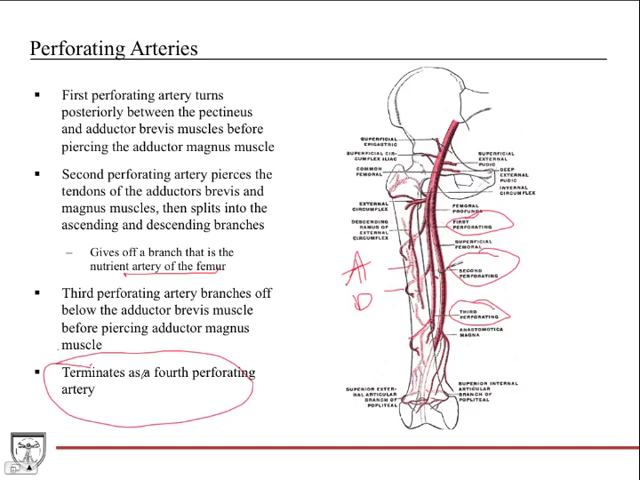 Perforating Arteries
▪ First perforating artery turns
posteriorly between the pectineus
and adductor brevis muscles before
piercing the adductor magnus muscle
▪ Second perforating artery pierces the
tendons of the adductors brevis and
magnus muscles, then splits into the
ascending and descending branches
– Gives off a branch that is the
nutrient artery of the femur
▪ Third perforating artery branches off
below the adductor brevis muscle
before piercing adductor magnus
muscle
▪ Terminates as a fourth perforating
artery
SUPERFICIAL
EPIGASTRIC
SUPERFICIAL CIR-
CUMPLEX ILIAC
COMMON
FEMORAL
EXTERNAL
CIRCUMPLEX
DESCENDING
RAMUS OF
EXTERNAL
CIRCUMPLEX
A
D
SUPERIOR EXTER-
NAL ARTICULAR
BRANCH OF
POPLITEAL
SUPERFICIAL
EXTERNAL
PUDIC
DEEP
EXTERNAL
PUDIC
INTERNAL
CIRCUMPLEX
FEMORAL
PROFUNDA
FIRST
PERFORATING
SUPERFICIAL
FEMORAL
SECOND
PERFORATING
THIRD
PERFORATING
ANASTOMOTICA
MAGNA
SUPERIOR INTERNAL
ARTICULAR
BRANCH OF
POPLITEAL